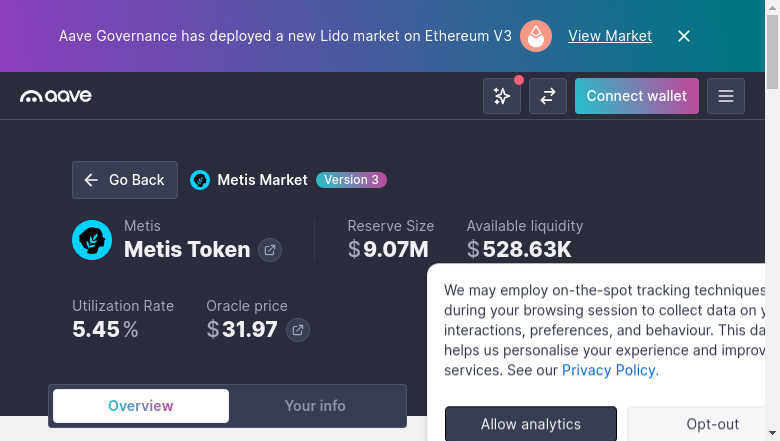 Aave Governance has deployed a new Lido market on Ethereum V3 View Market
aave
Connect wallet
Go Back
Metis Market
Version 3
Metis
Metis Token
Reserve Size
$9.07M
Available liquidity
$528.63K
Utilization Rate
5.45%
Oracle price
$31.97
Overview
Your info
We may employ on-the-spot tracking techniques
during your browsing session to collect data on
interactions, preferences, and behaviour. This
helps us personalise your experience and
services. See our Privacy Policy.
Allow analytics
Opt-out